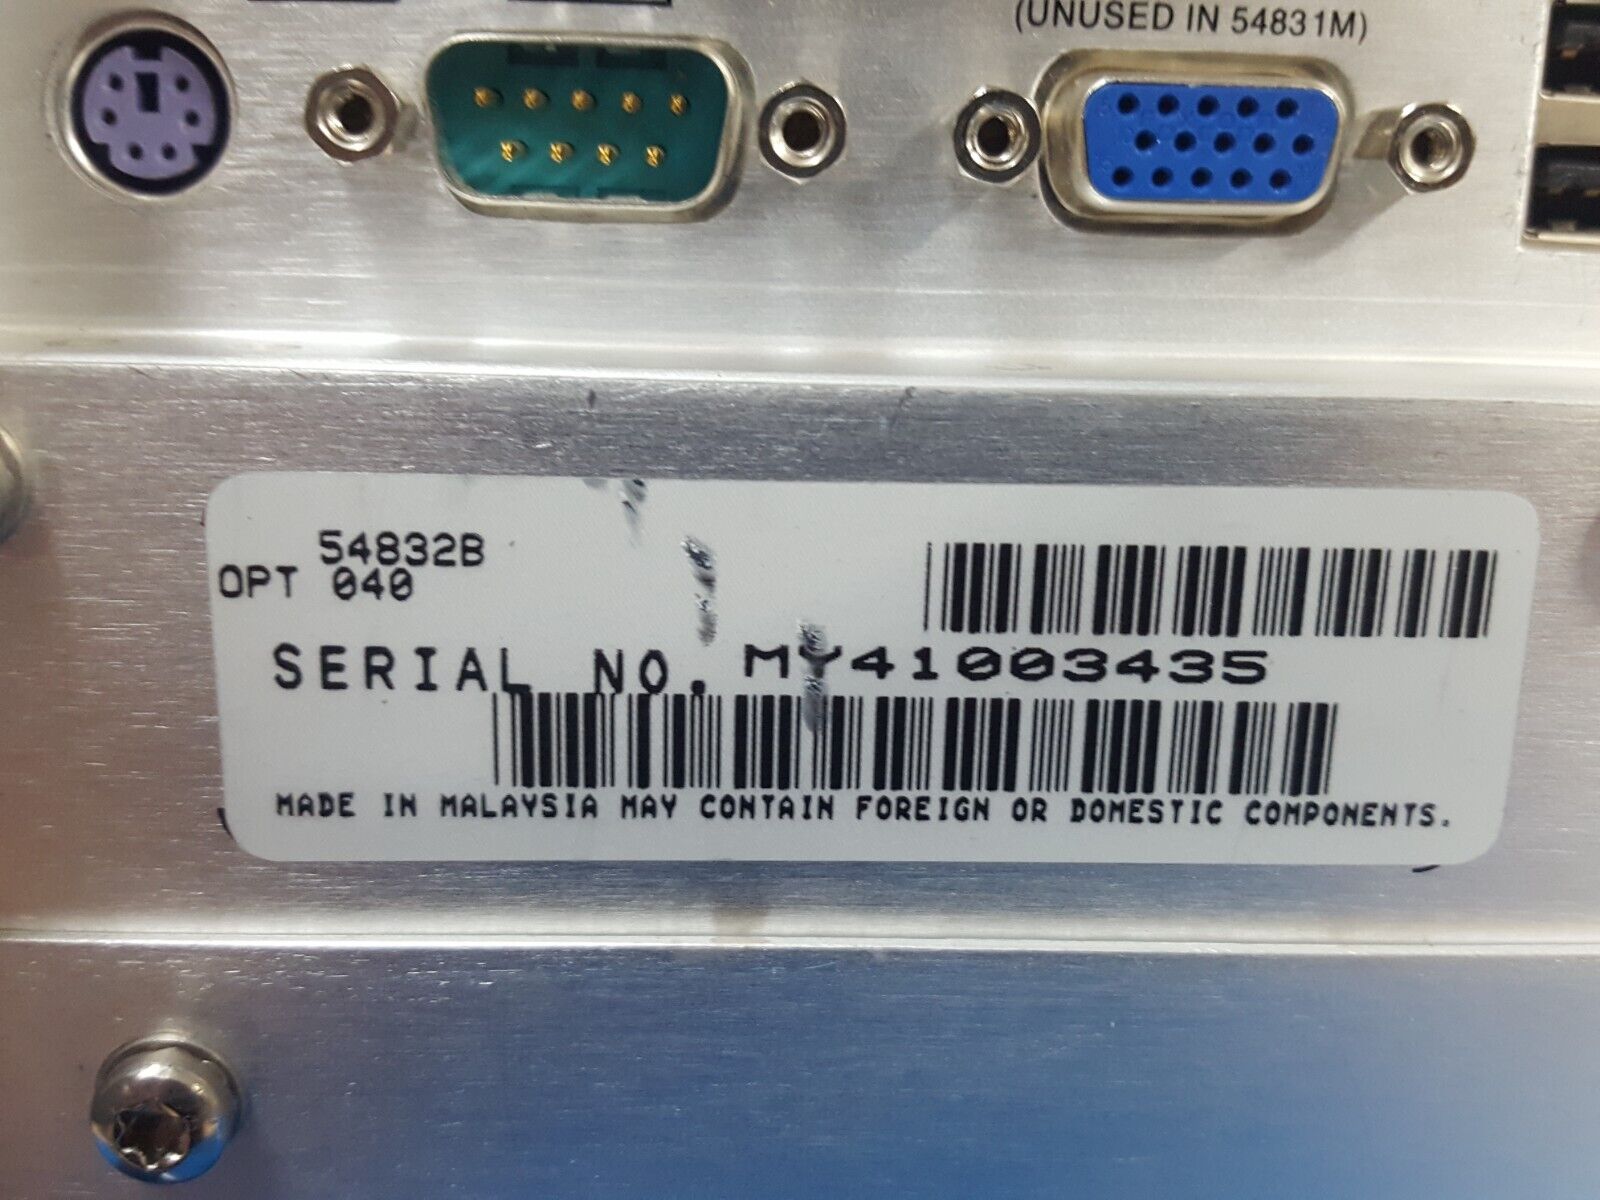 (UNUSED IN 54831M)
54832B
OPT 040
SERIAL NO. MY41003435
MADE IN MALAYSIA MAY CONTAIN FOREIGN OR DOMESTIC COMPONENTS.